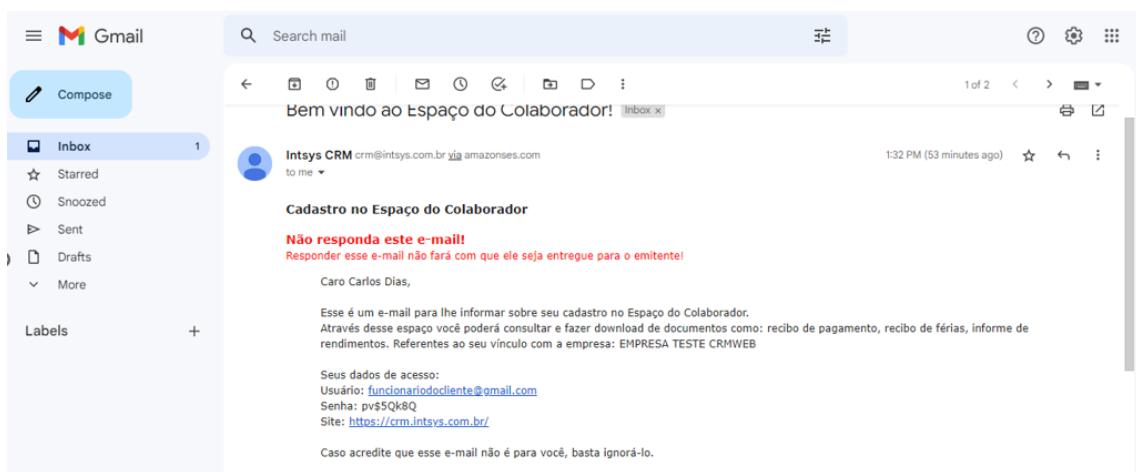 Gmail
Search mail
Compose
1 of 2
Bem vindo ao Espaço do Colaborador! Inbox x
Inbox 1
Starred
Snoozed
Sent
Drafts
More
Labels +
Intsys CRM crm@intsys.com.br via amazonses.com
1:32 PM (53 minutes ago)
to me
Cadastro no Espaço do Colaborador
Não responda este e-mail!
Responder esse e-mail não fará com que ele seja entregue para o emitente!
Caro Carlos Dias,
Esse é um e-mail para lhe informar sobre seu cadastro no Espaço do Colaborador.
Através desse espaço você poderá consultar e fazer download de documentos como: recibo de pagamento, recibo de férias, informe de
rendimentos. Referentes ao seu vínculo com a empresa: EMPRESA TESTE CRMWEB
Seus dados de acesso:
Usuário: funcionariodocliente@gmail.com
Senha: pv$5Qk8Q
Site: https://crm.intsys.com.br/
Caso acredite que esse e-mail não é para você, basta ignorá-lo.